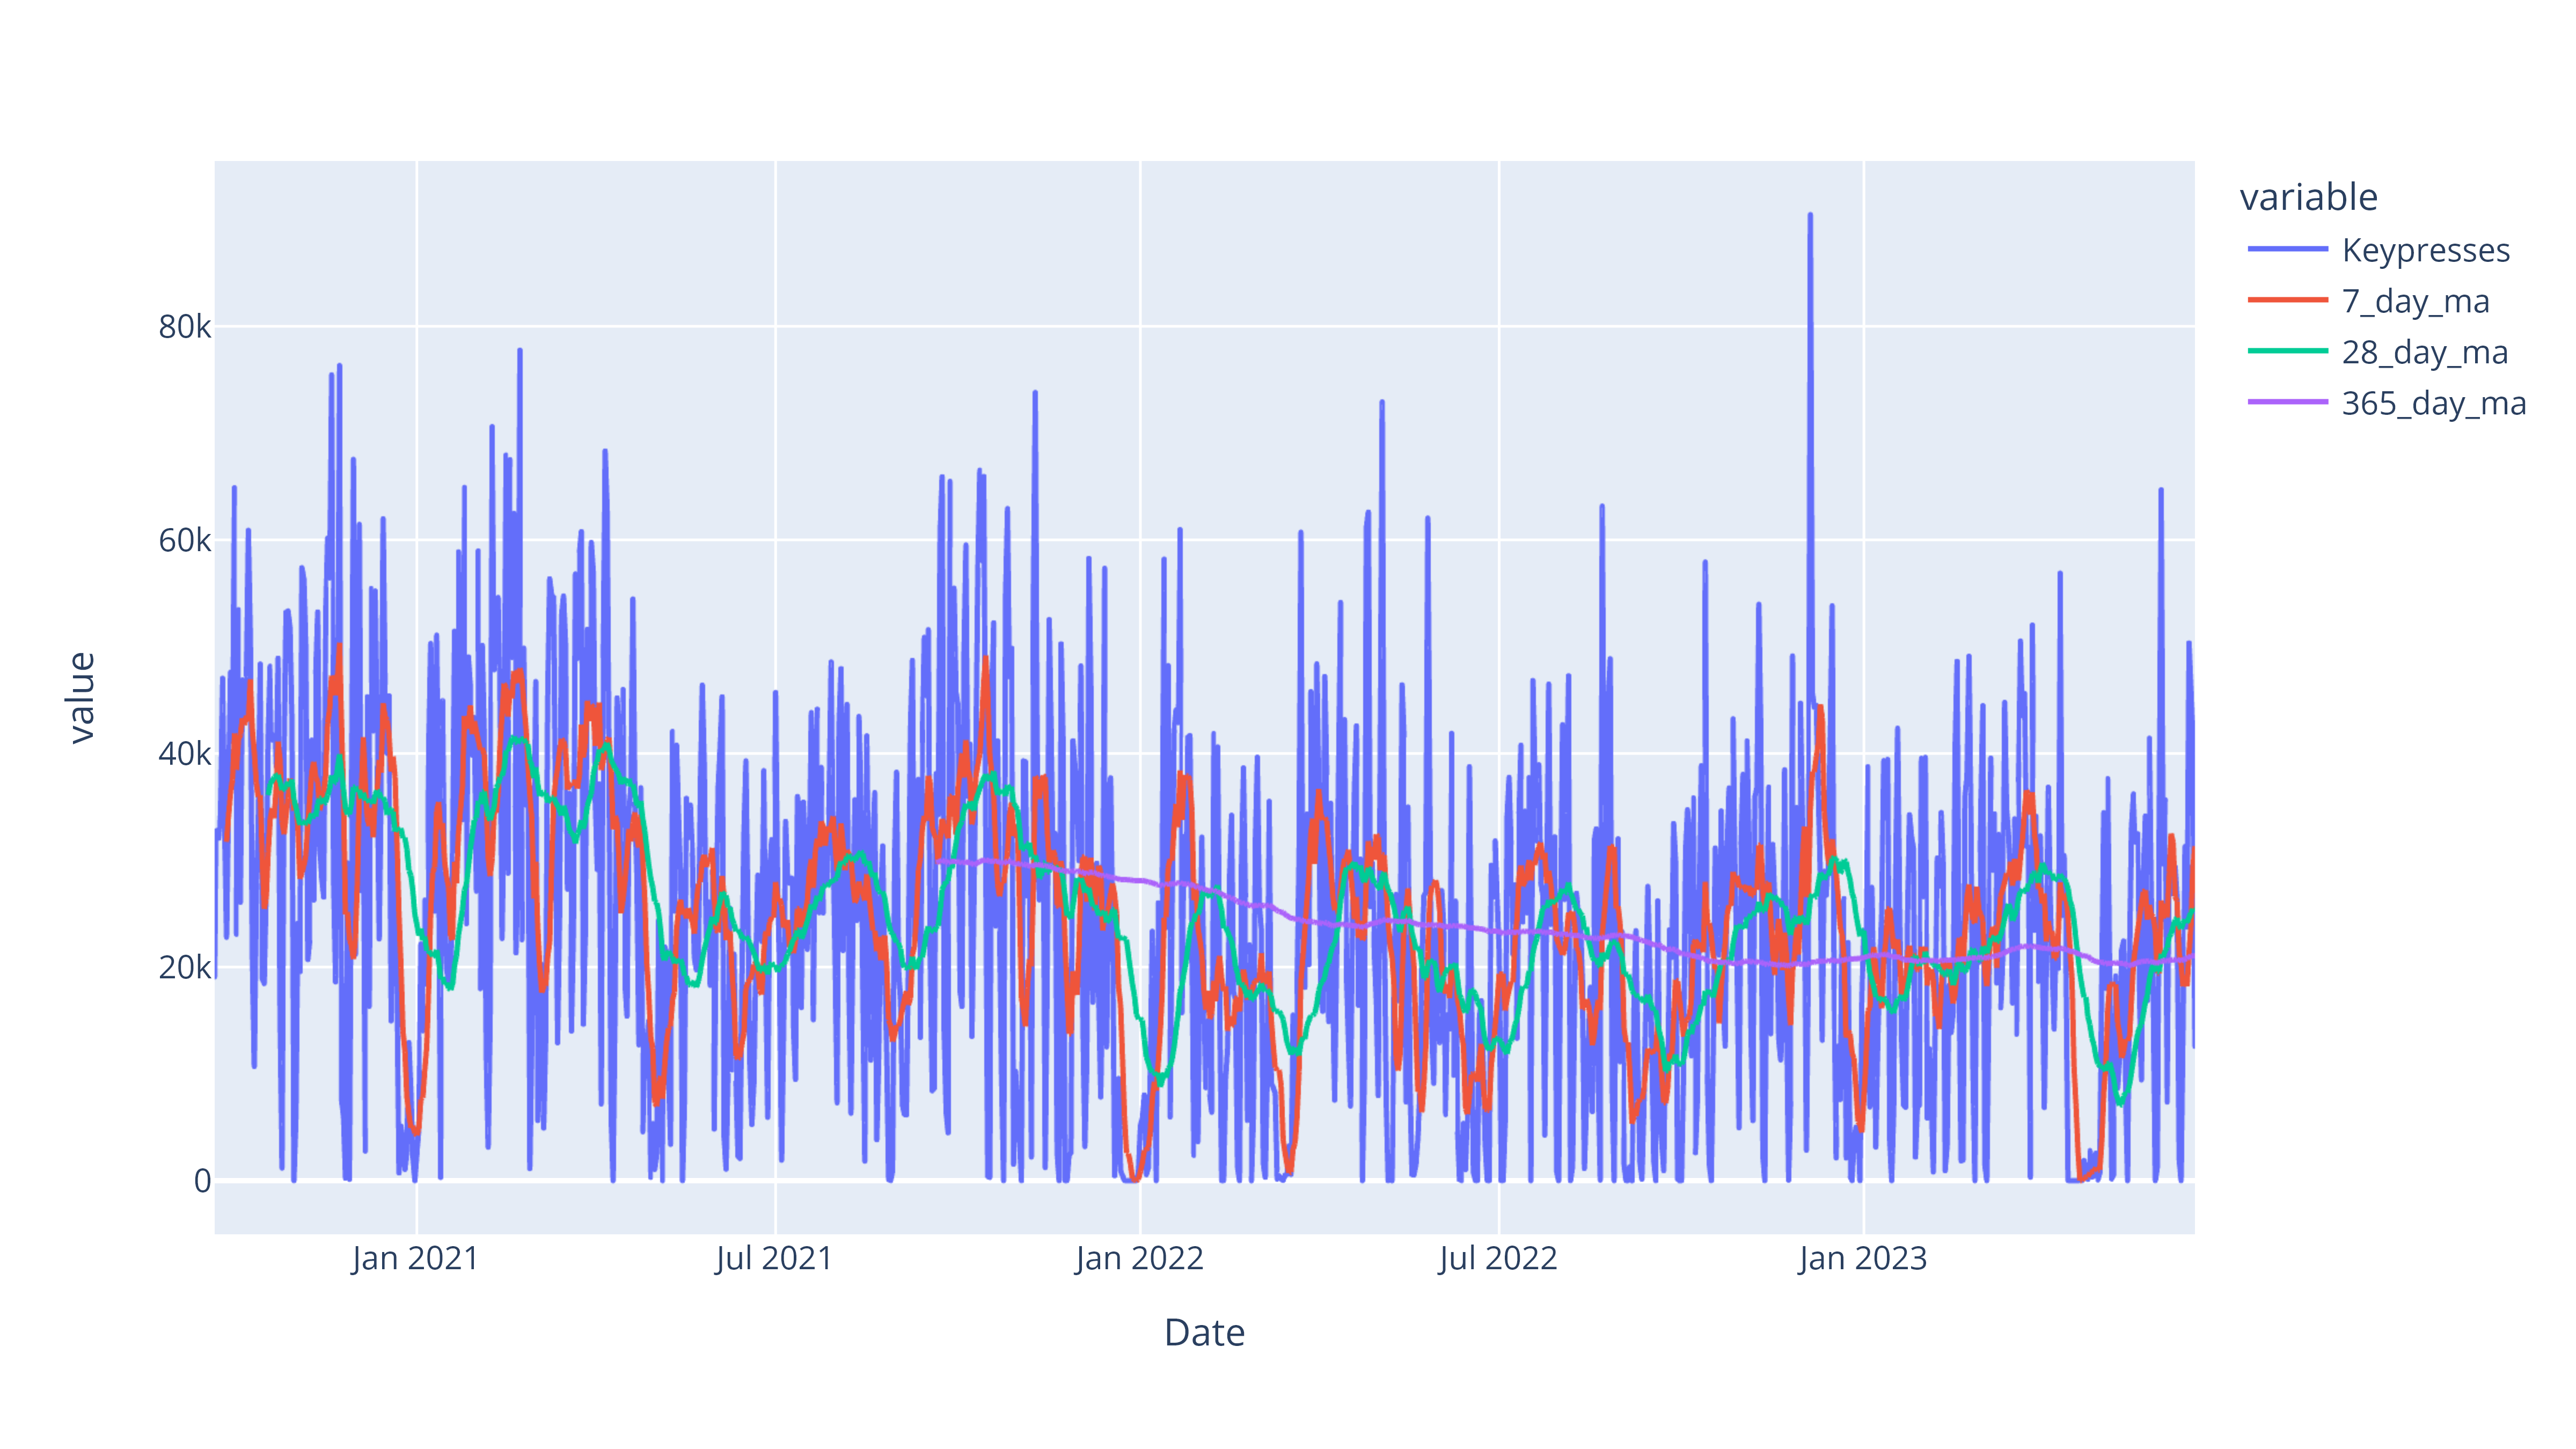 variable
Keypresses
7_day_ma
28_day_ma
365_day_ma
value
80k
60k
40k
20k
0
Jan 2021
Jul 2021
Jan 2022
Jul 2022
Jan 2023
Date